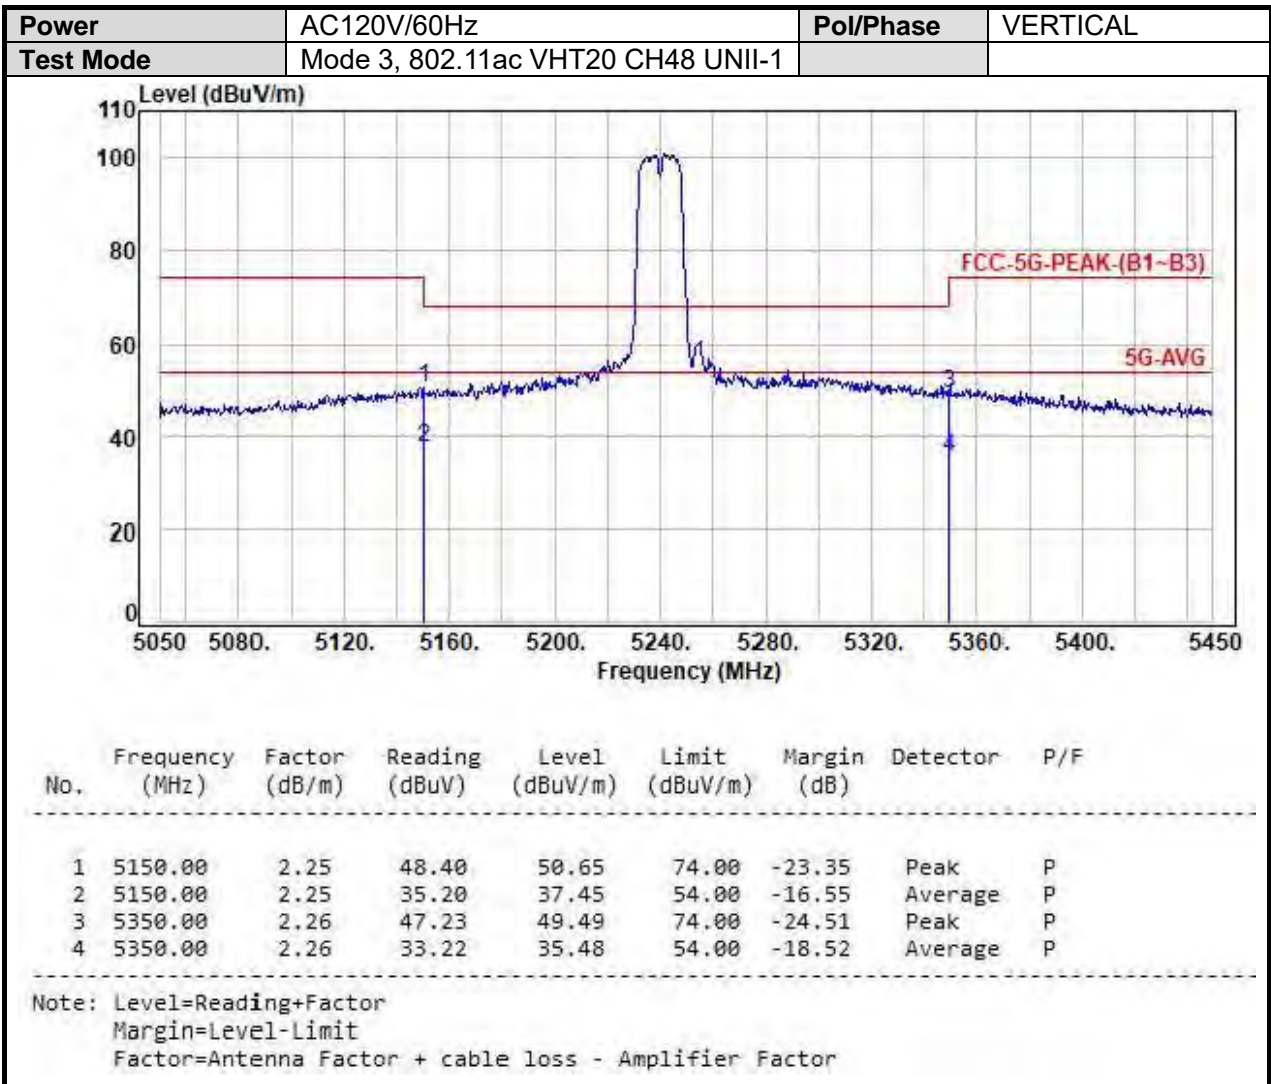 Power AC120V/60Hz Pol/Phase VERTICAL
Test Mode Mode 3, 802.11ac VHT20 CH48 UNII-1
Level (dBuV/m)
110
100
80
FCC-5G-PEAK-(B1~B3)
60
5G-AVG
1
3
40
2
4
20
0
5050 5080. 5120. 5160. 5200. 5240. 5280. 5320. 5360. 5400. 5450
Frequency (MHz)
Frequency Factor Reading Level Limit Margin Detector P/F
No. (MHz) (dB/m) (dBuV) (dBuV/m) (dBuV/m) (dB)
1 5150.00 2.25 48.40 50.65 74.00 -23.35 Peak P
2 5150.00 2.25 35.20 37.45 54.00 -16.55 Average P
3 5350.00 2.26 47.23 49.49 74.00 -24.51 Peak P
4 5350.00 2.26 33.22 35.48 54.00 -18.52 Average P
Note: Level=Reading+Factor
Margin=Level-Limit
Factor=Antenna Factor + cable loss - Amplifier Factor